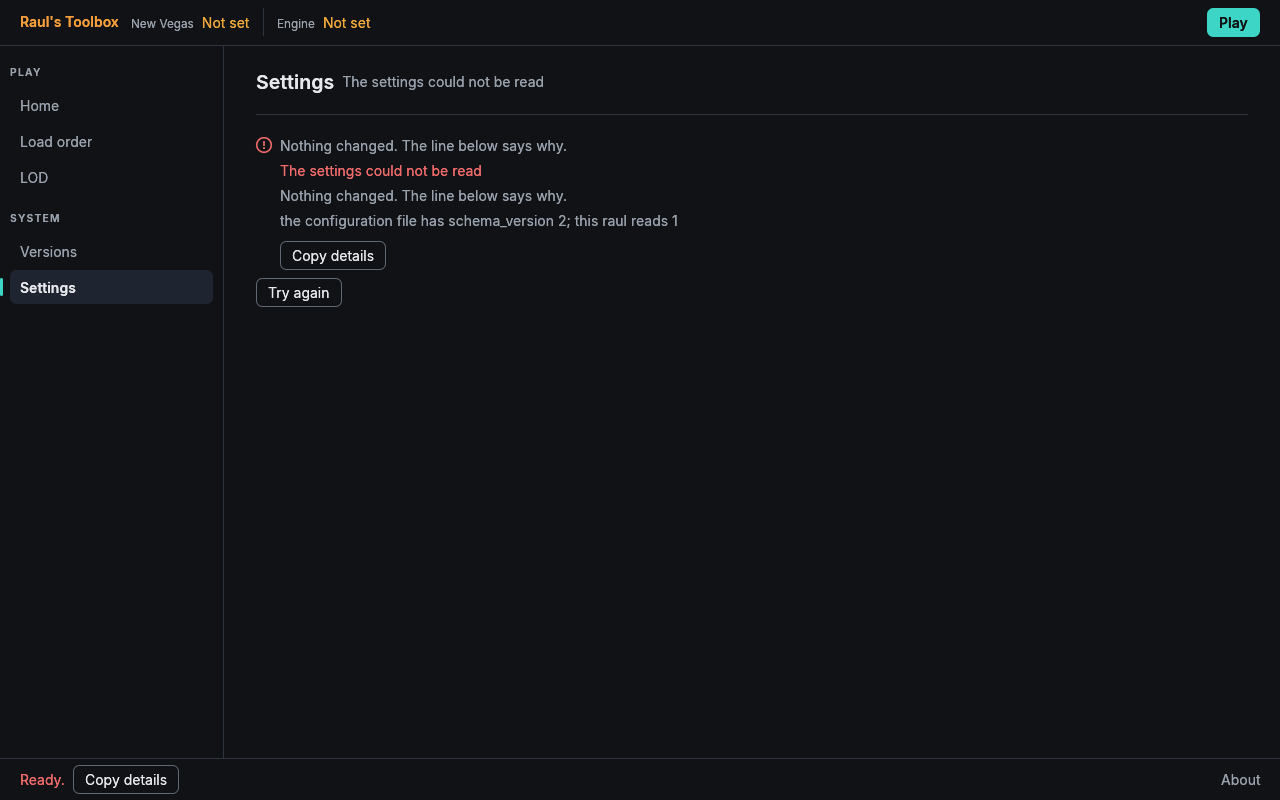 Raul's Toolbox New Vegas Not set Engine Not set Play
PLAY
Home
Load order
LOD
SYSTEM
Versions
Settings
Settings The settings could not be read
Nothing changed. The line below says why.
The settings could not be read
Nothing changed. The line below says why.
the configuration file has schema_version 2; this raul reads 1
Copy details
Try again
Ready. Copy details About